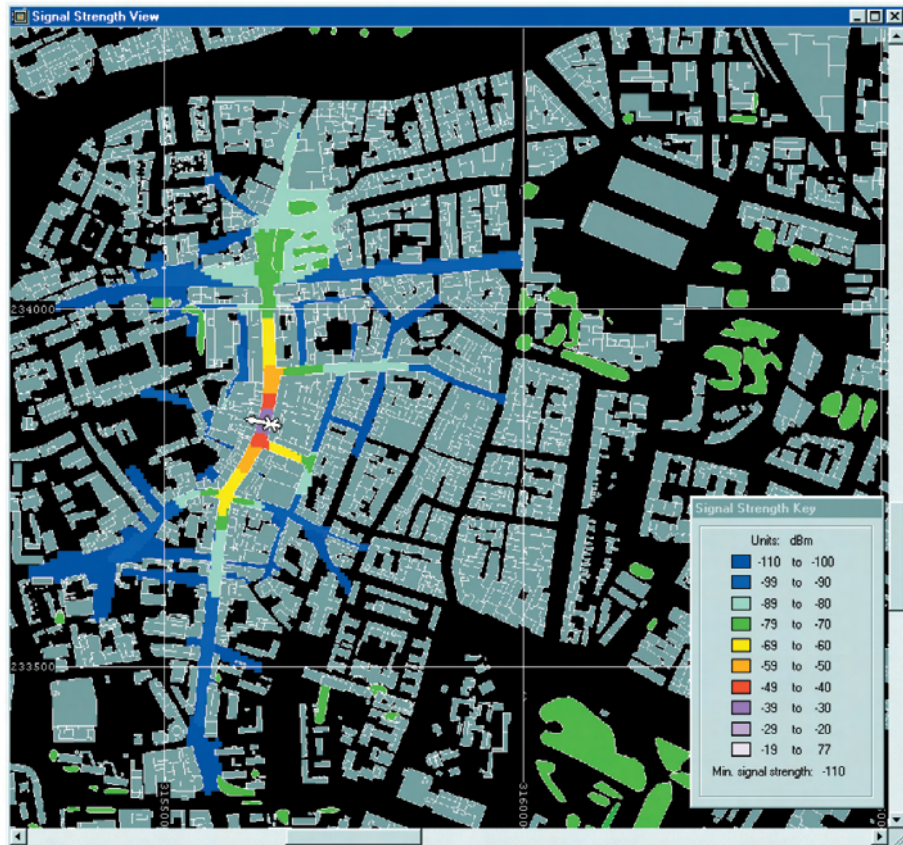 Signal Strength View
234000
233500
315500
316000
Signal Strength Key
Units: dBm
-110 to -100
-99 to -90
-89 to -80
-79 to -70
-69 to -60
-59 to -50
-49 to -40
-39 to -30
-29 to -20
-19 to 77
Min. signal strength: -110